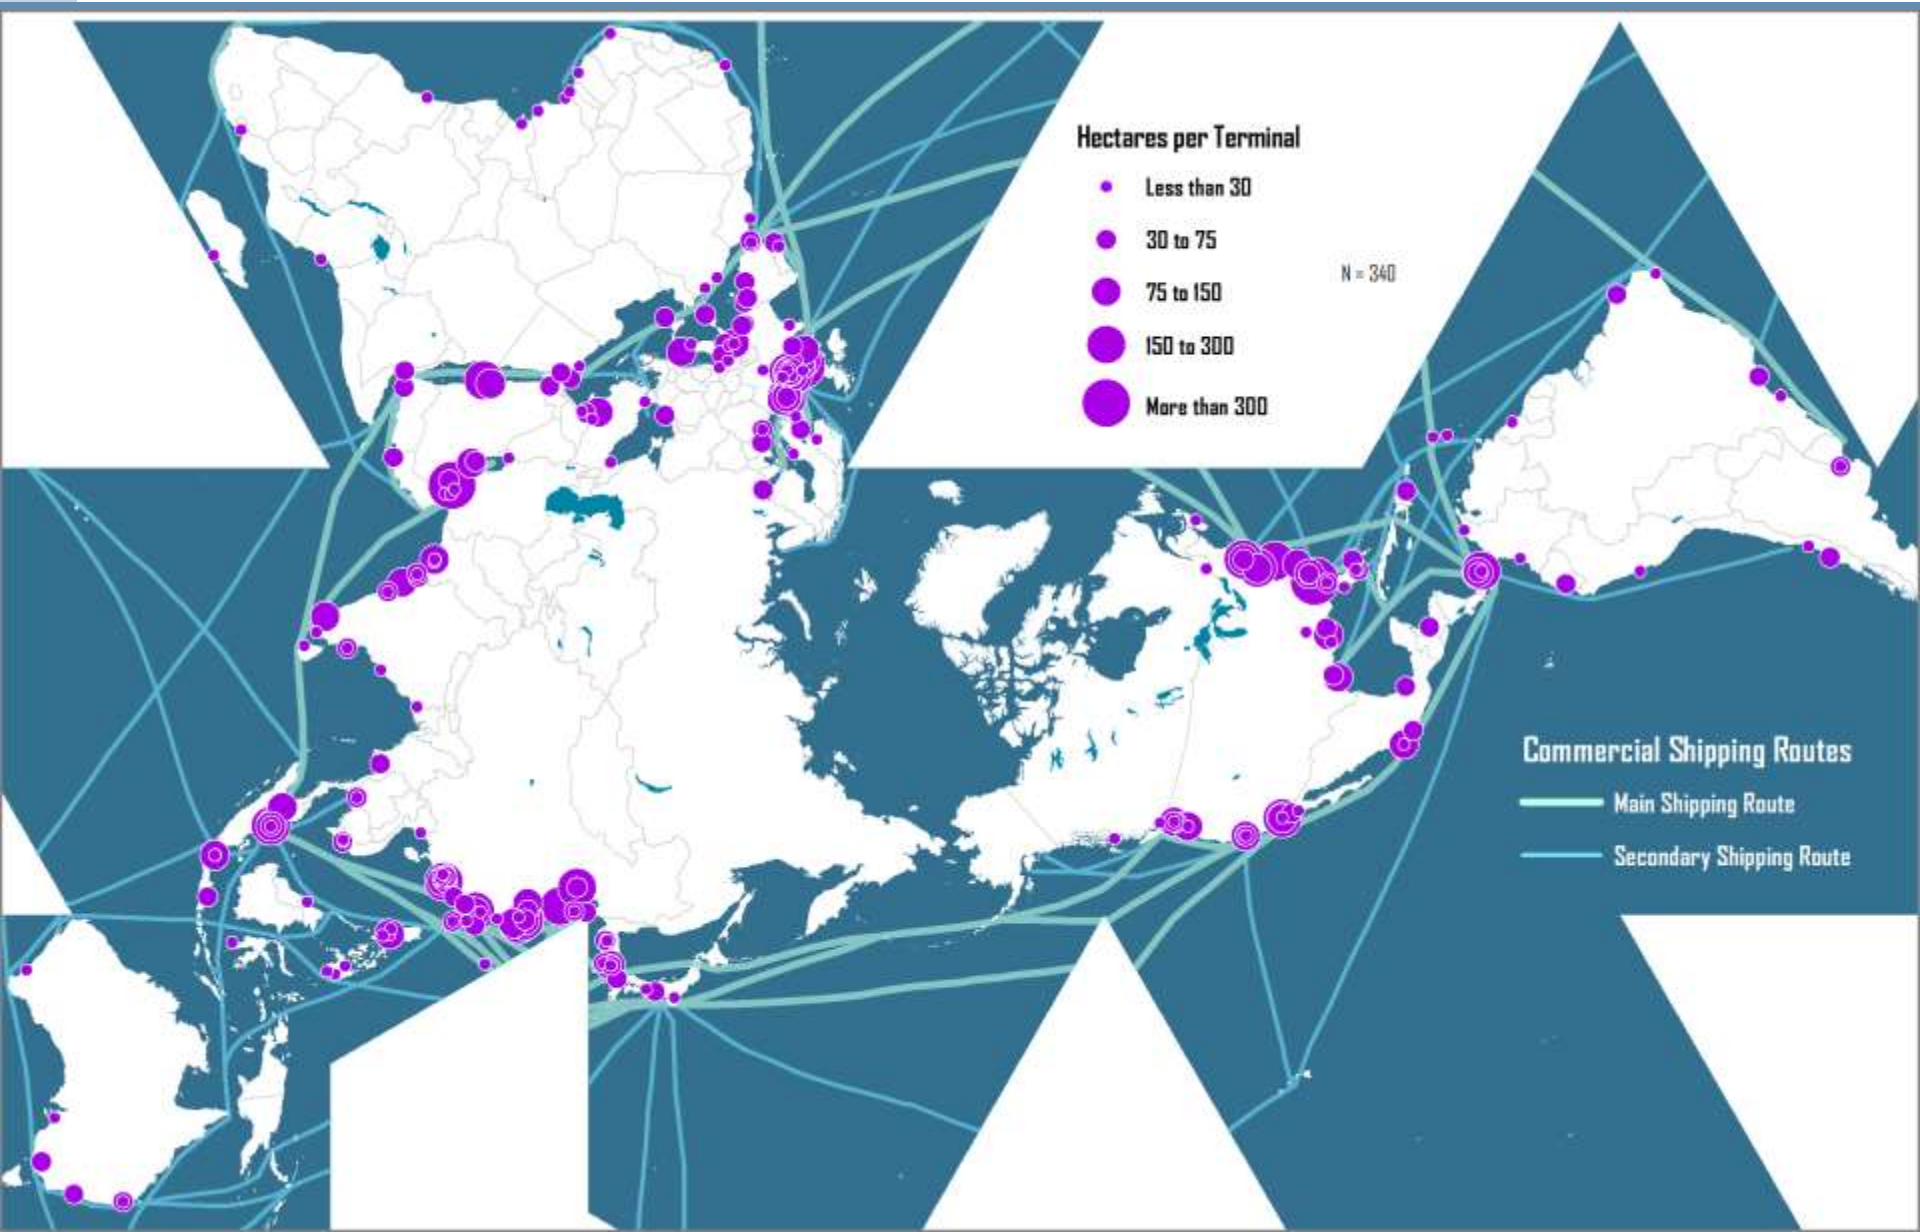 Hectares per Terminal
Less than 30
30 to 75
N = 340
75 to 150
150 to 300
More than 300
Commercial Shipping Routes
Main Shipping Route
Secondary Shipping Route